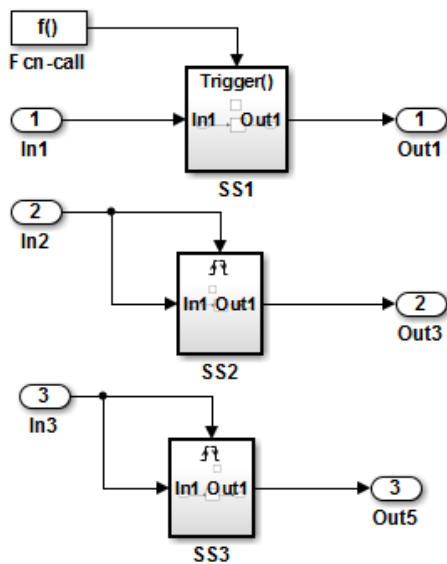 f()
Fcn-call
Trigger()
1
In1 Out1
1
In1
Out1
SS1
2
In2
In1 Out1
2
Out3
SS2
3
In3
In1 Out1
3
Out5
SS3